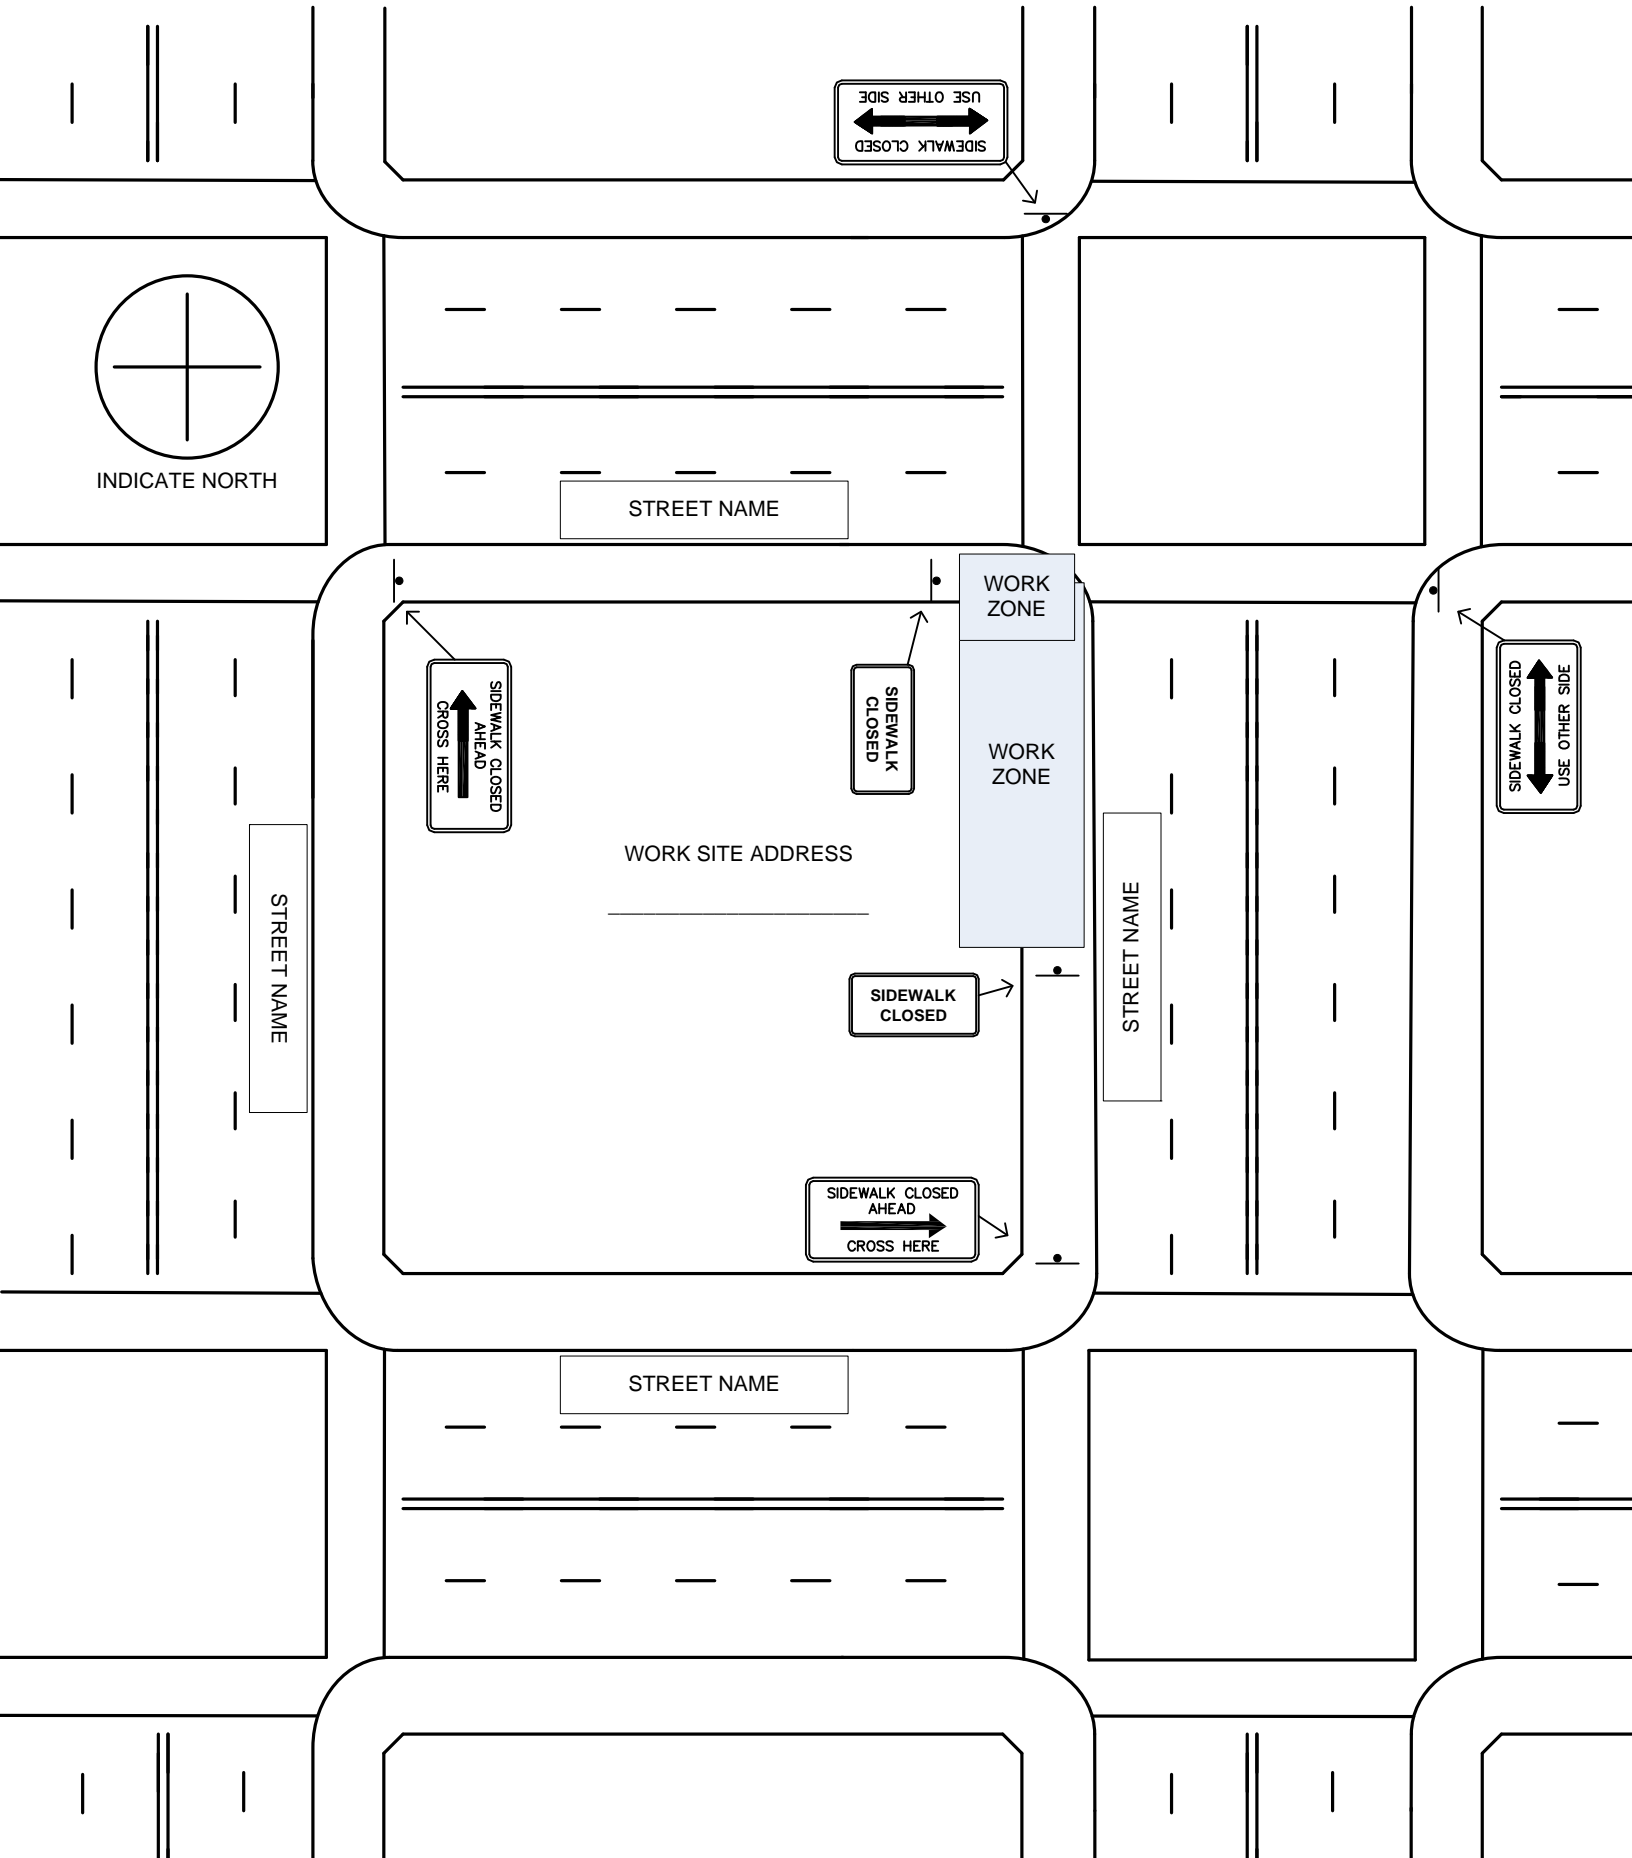 USE OTHER SIDE
SIDEWALK CLOSED
INDICATE NORTH
STREET NAME
WORK
ZONE
SIDEWALK CLOSED
AHEAD
CROSS HERE
SIDEWALK
CLOSED
WORK
ZONE
SIDEWALK CLOSED
USE OTHER SIDE
WORK SITE ADDRESS
STREET NAME
STREET NAME
SIDEWALK
CLOSED
SIDEWALK CLOSED
AHEAD
CROSS HERE
STREET NAME